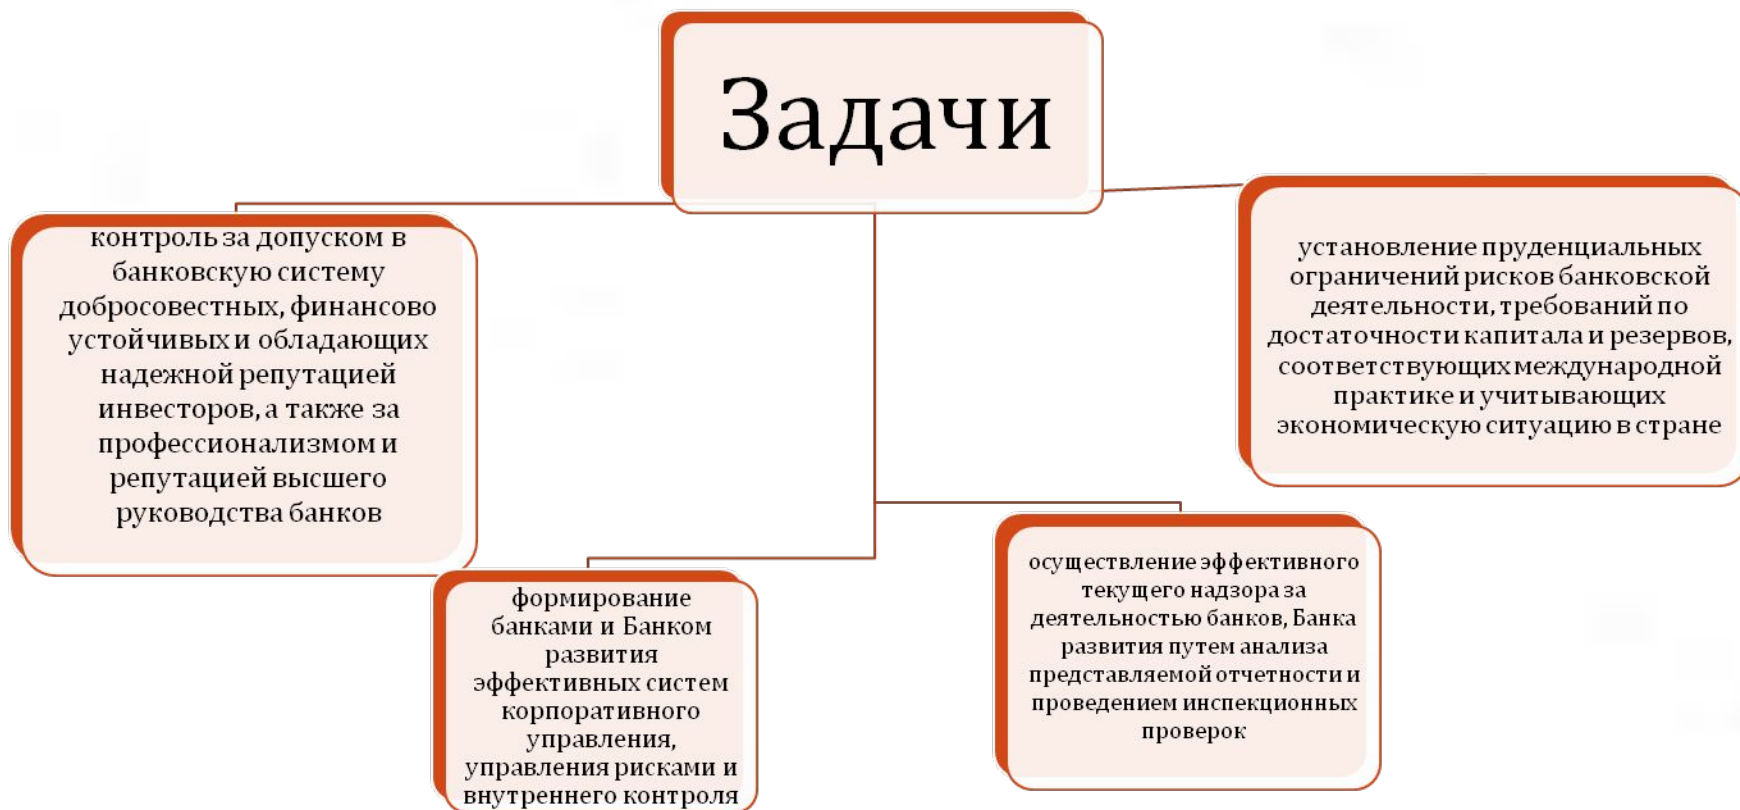 Задачи
контроль за допуском в
банковскую систему
добросовестных, финансово
устойчивых и обладающих
надежной репутацией
инвесторов, а также за
профессионализмом и
репутацией высшего
руководства банков
установление пруденциальных
ограничений рисков банковской
деятельности, требований по
достаточности капитала и резервов,
соответствующих международной
практике и учитывающих
экономическую ситуацию в стране
формирование
банками и Банком
развития
эффективных систем
корпоративного
управления,
управления рисками и
внутреннего контроля
осуществление эффективного
текущего надзора за
деятельностью банков, Банка
развития путем анализа
представляемой отчетности и
проведением инспекционных
проверок